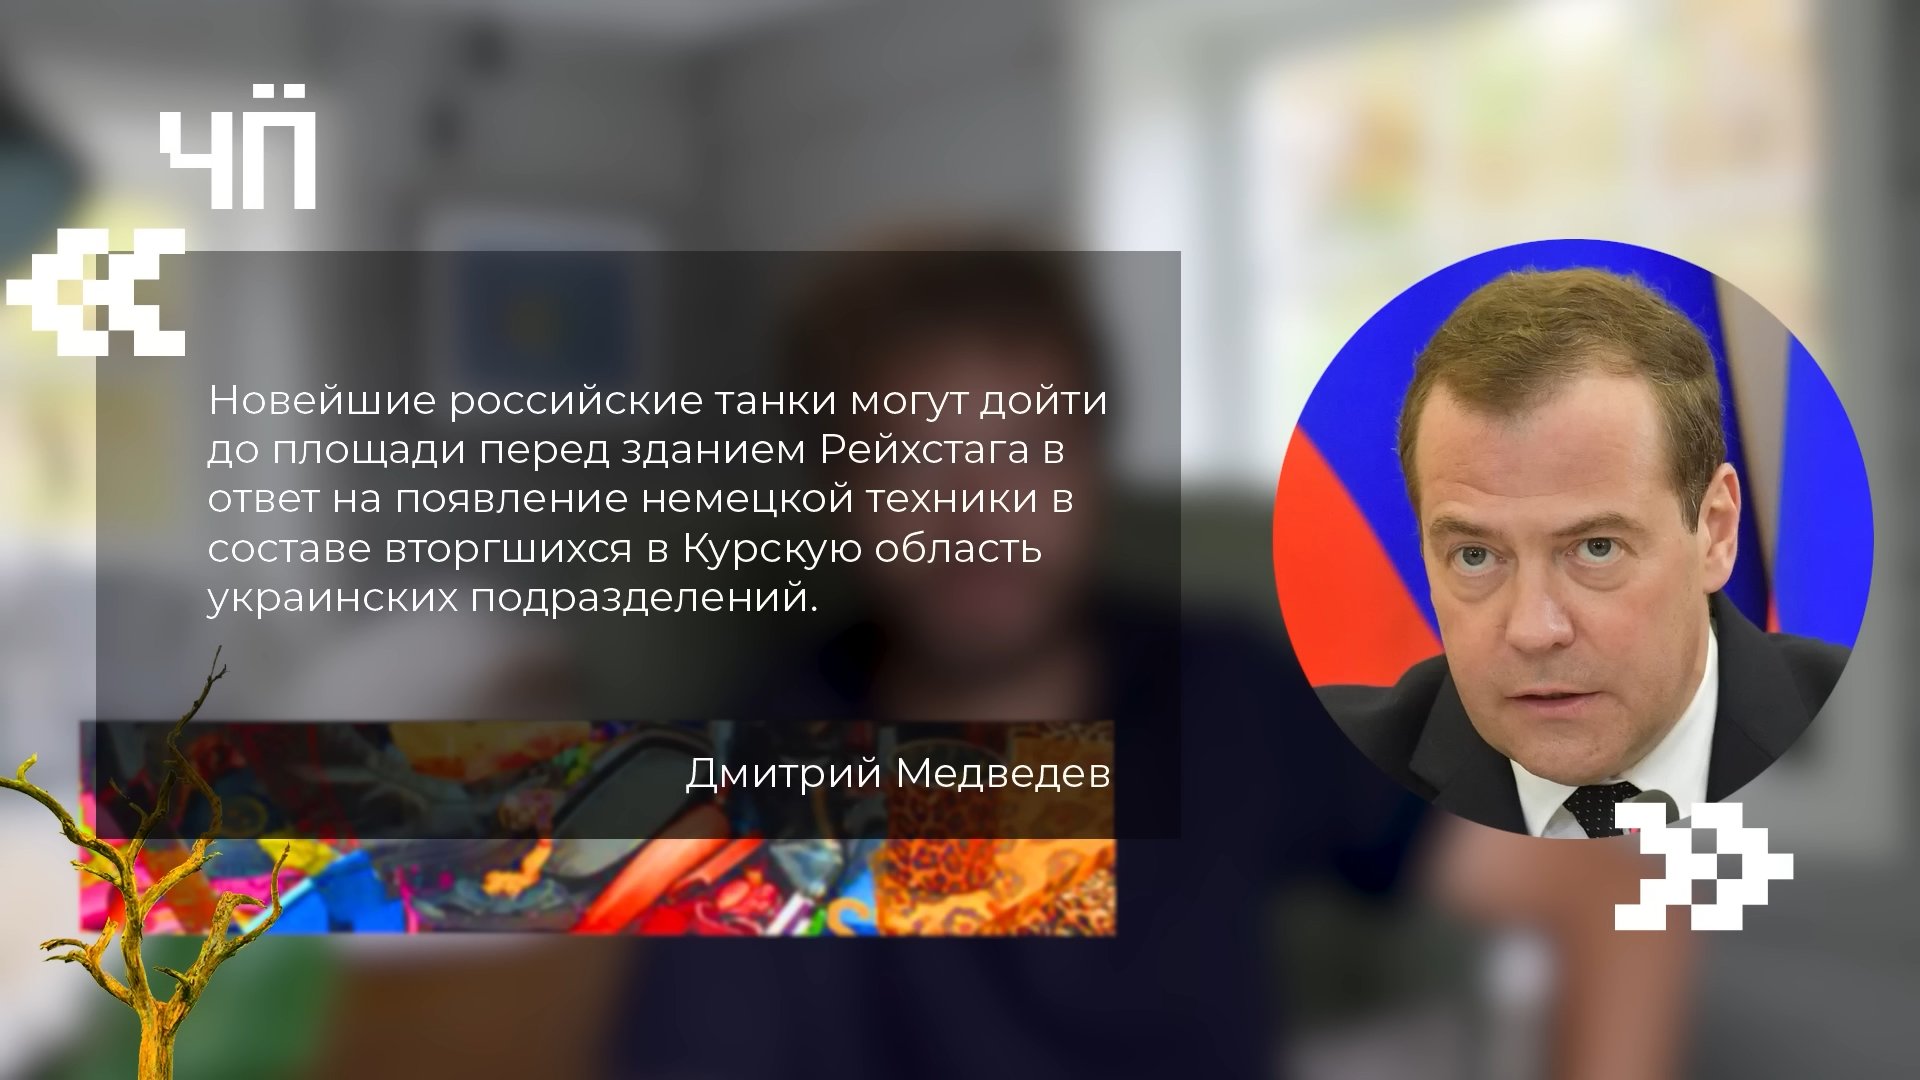 ЧП̈
«
Новейшие российские танки могут дойти
до площади перед зданием Рейхстага в
ответ на появление немецкой техники в
составе вторгшихся в Курскую область
украинских подразделений.
Дмитрий Медведев
»